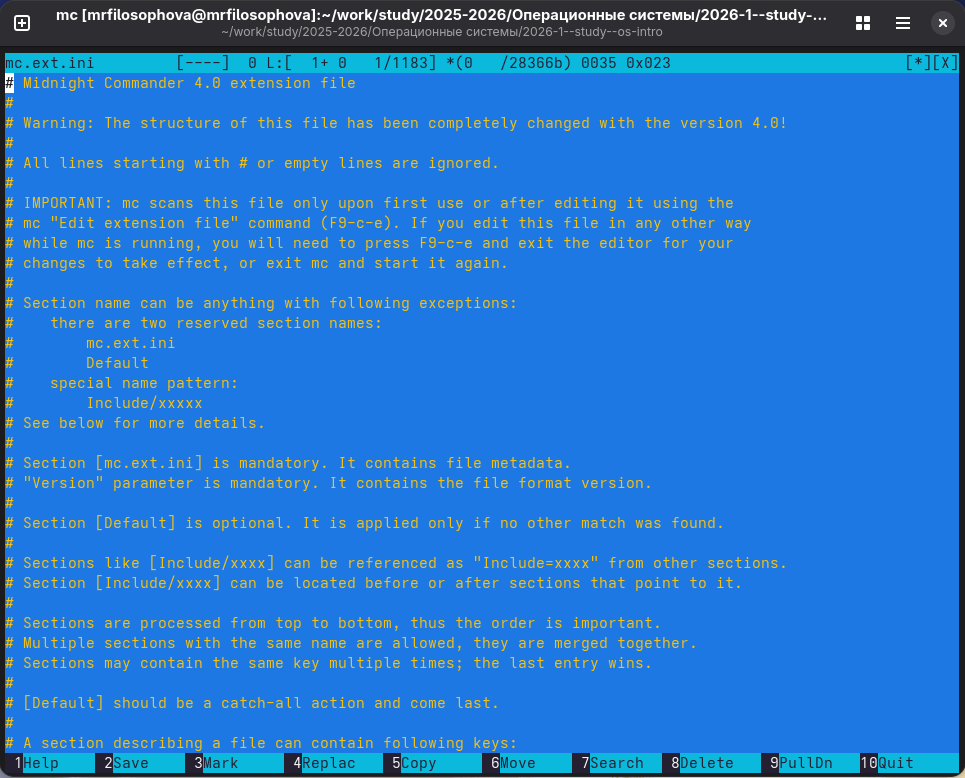 mc [mrfilosophova@mrfilosophova]:~/work/study/2025-2026/Операционные системы/2026-1--study-...
~/work/study/2025-2026/Операционные системы/2026-1--study--os-intro
mc.ext.ini         [----]  0 L:[  1+ 0   1/1183] *(0   /28366b) 0035 0x023                          [*][X]
# Midnight Commander 4.0 extension file
#
# Warning: The structure of this file has been completely changed with the version 4.0!
#
# All lines starting with # or empty lines are ignored.
#
# IMPORTANT: mc scans this file only upon first use or after editing it using the
# mc "Edit extension file" command (F9-c-e). If you edit this file in any other way
# while mc is running, you will need to press F9-c-e and exit the editor for your
# changes to take effect, or exit mc and start it again.
#
# Section name can be anything with following exceptions:
#    there are two reserved section names:
#        mc.ext.ini
#        Default
#    special name pattern:
#        Include/xxxxx
# See below for more details.
#
# Section [mc.ext.ini] is mandatory. It contains file metadata.
# "Version" parameter is mandatory. It contains the file format version.
#
# Section [Default] is optional. It is applied only if no other match was found.
#
# Sections like [Include/xxxx] can be referenced as "Include=xxxx" from other sections.
# Section [Include/xxxx] can be located before or after sections that point to it.
#
# Sections are processed from top to bottom, thus the order is important.
# Multiple sections with the same name are allowed, they are merged together.
# Sections may contain the same key multiple times; the last entry wins.
#
# [Default] should be a catch-all action and come last.
#
# A section describing a file can contain following keys:
1Help 2Save 3Mark 4Replac 5Copy 6Move 7Search 8Delete 9PullDn 10Quit